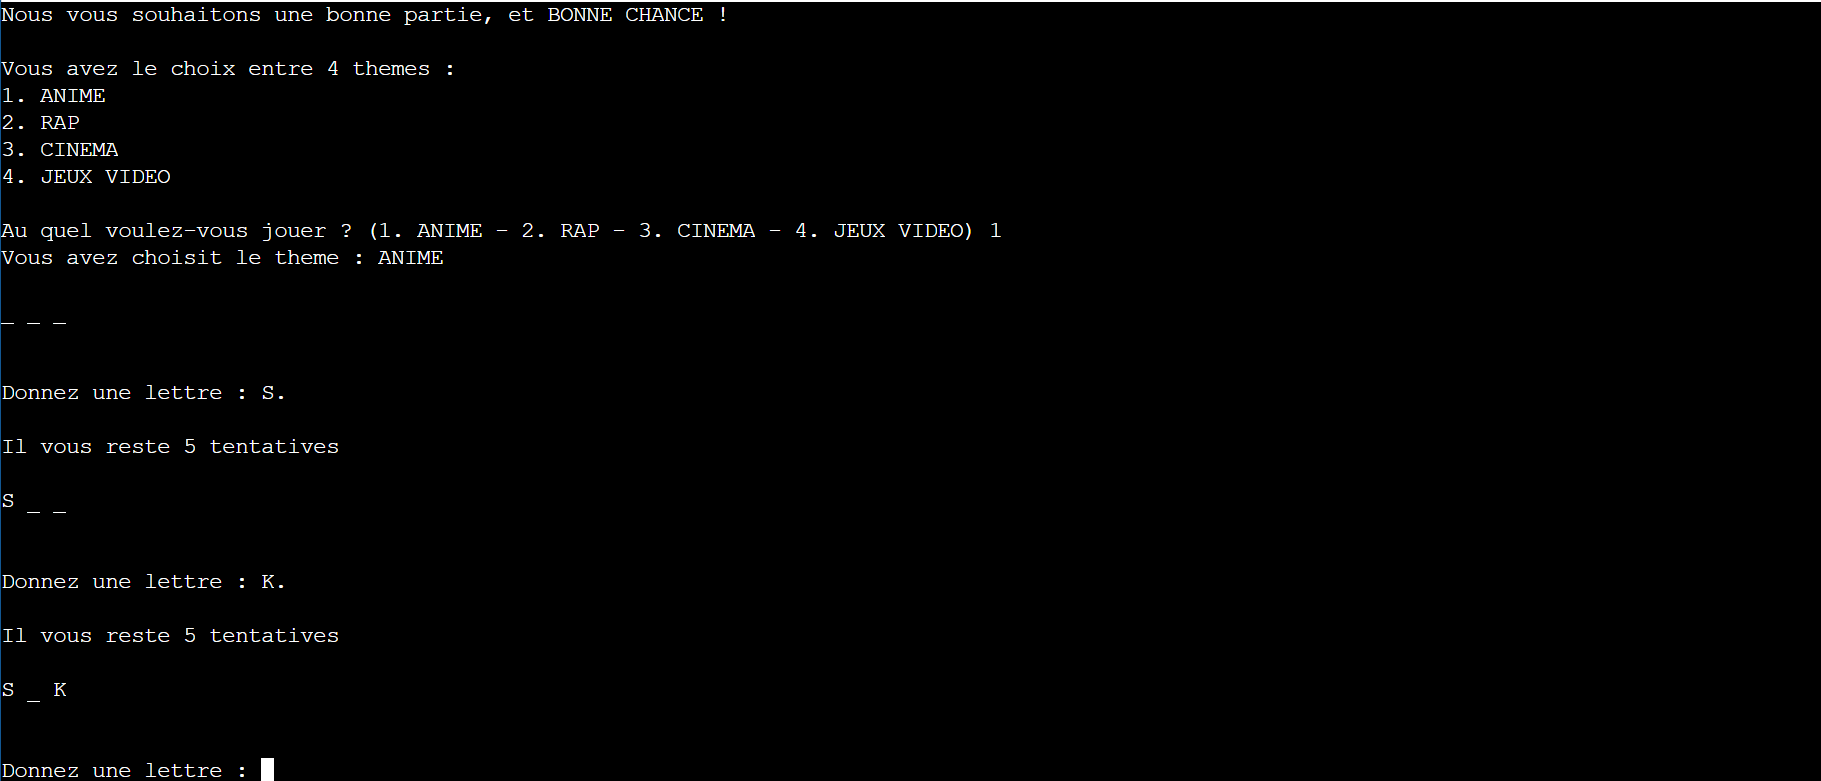 Nous vous souhaitons une bonne partie, et BONNE CHANCE !
Vous avez le choix entre 4 themes :
1. ANIME
2. RAP
3. CINEMA
4. JEUX VIDEO
Au quel voulez-vous jouer ? (1. ANIME - 2. RAP - 3. CINEMA - 4. JEUX VIDEO) 1
Vous avez choisit le theme : ANIME
_ _ _
Donnez une lettre : S.
Il vous reste 5 tentatives
S _ _
Donnez une lettre : K.
Il vous reste 5 tentatives
S _ K
Donnez une lettre :